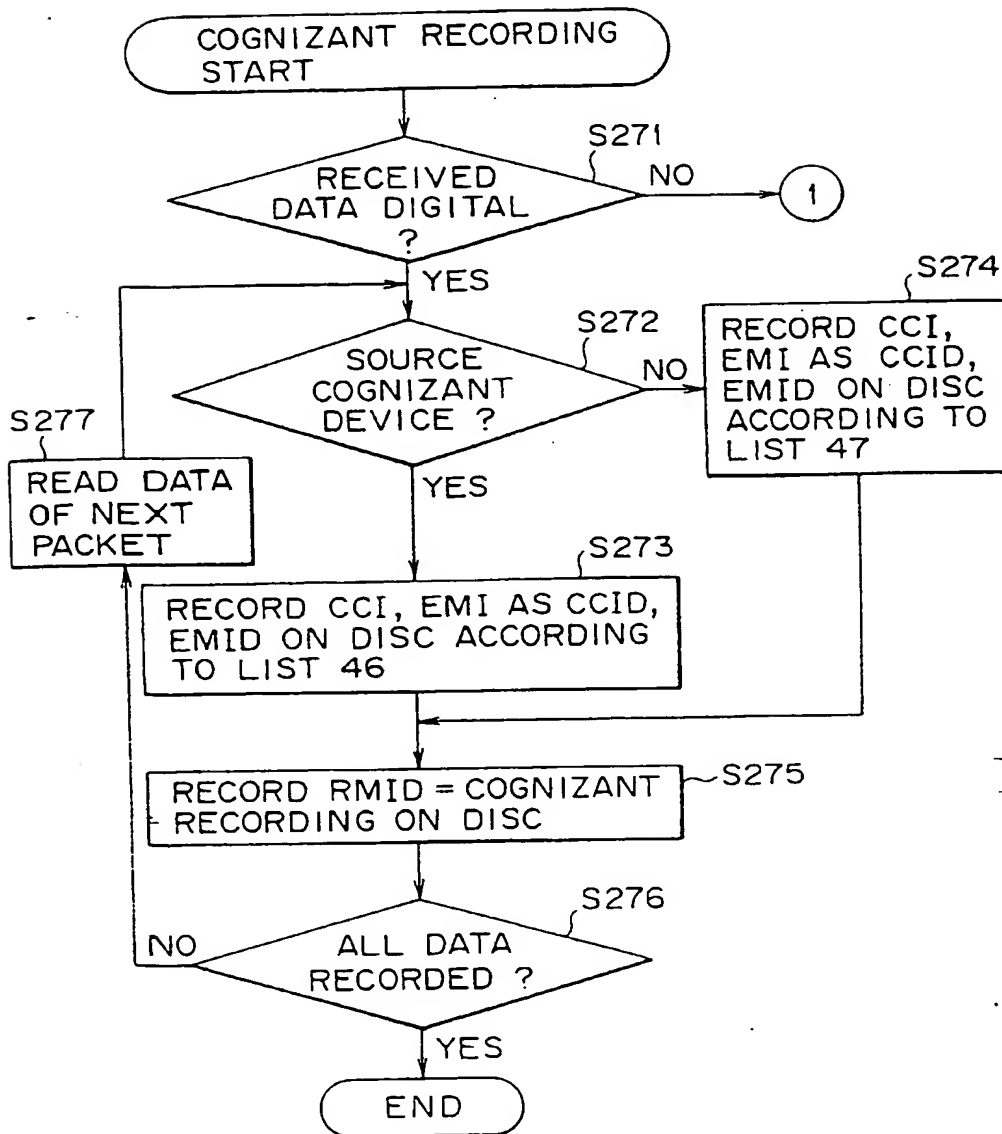 COGNIZANT RECORDING
START
S271
RECEIVED
DATA DIGITAL
?
NO
1
YES
S272
SOURCE
COGNIZANT
DEVICE ?
NO
S274
RECORD CCI,
EMI AS CCID,
EMID ON DISC
ACCORDING TO
LIST 47
S277
READ DATA
OF NEXT
PACKET
YES
S273
RECORD CCI, EMI AS CCID,
EMID ON DISC ACCORDING
TO LIST 46
S275
RECORD RMID = COGNIZANT
RECORDING ON DISC
S276
ALL DATA
RECORDED ?
NO
YES
END